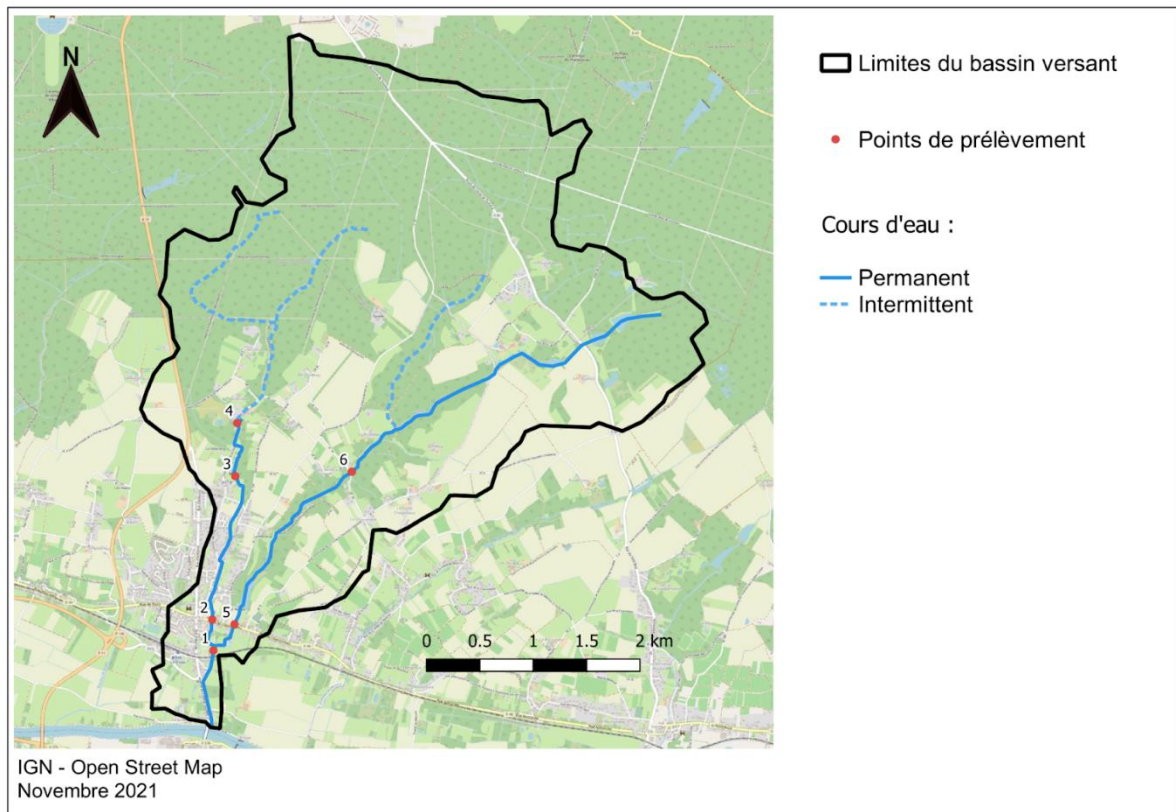 N
Limites du bassin versant
Points de prélèvement
Cours d'eau :
Permanent
Intermittent
4
3
6
2
5
1
0 0.5 1 1.5 2 km
IGN - Open Street Map
Novembre 2021